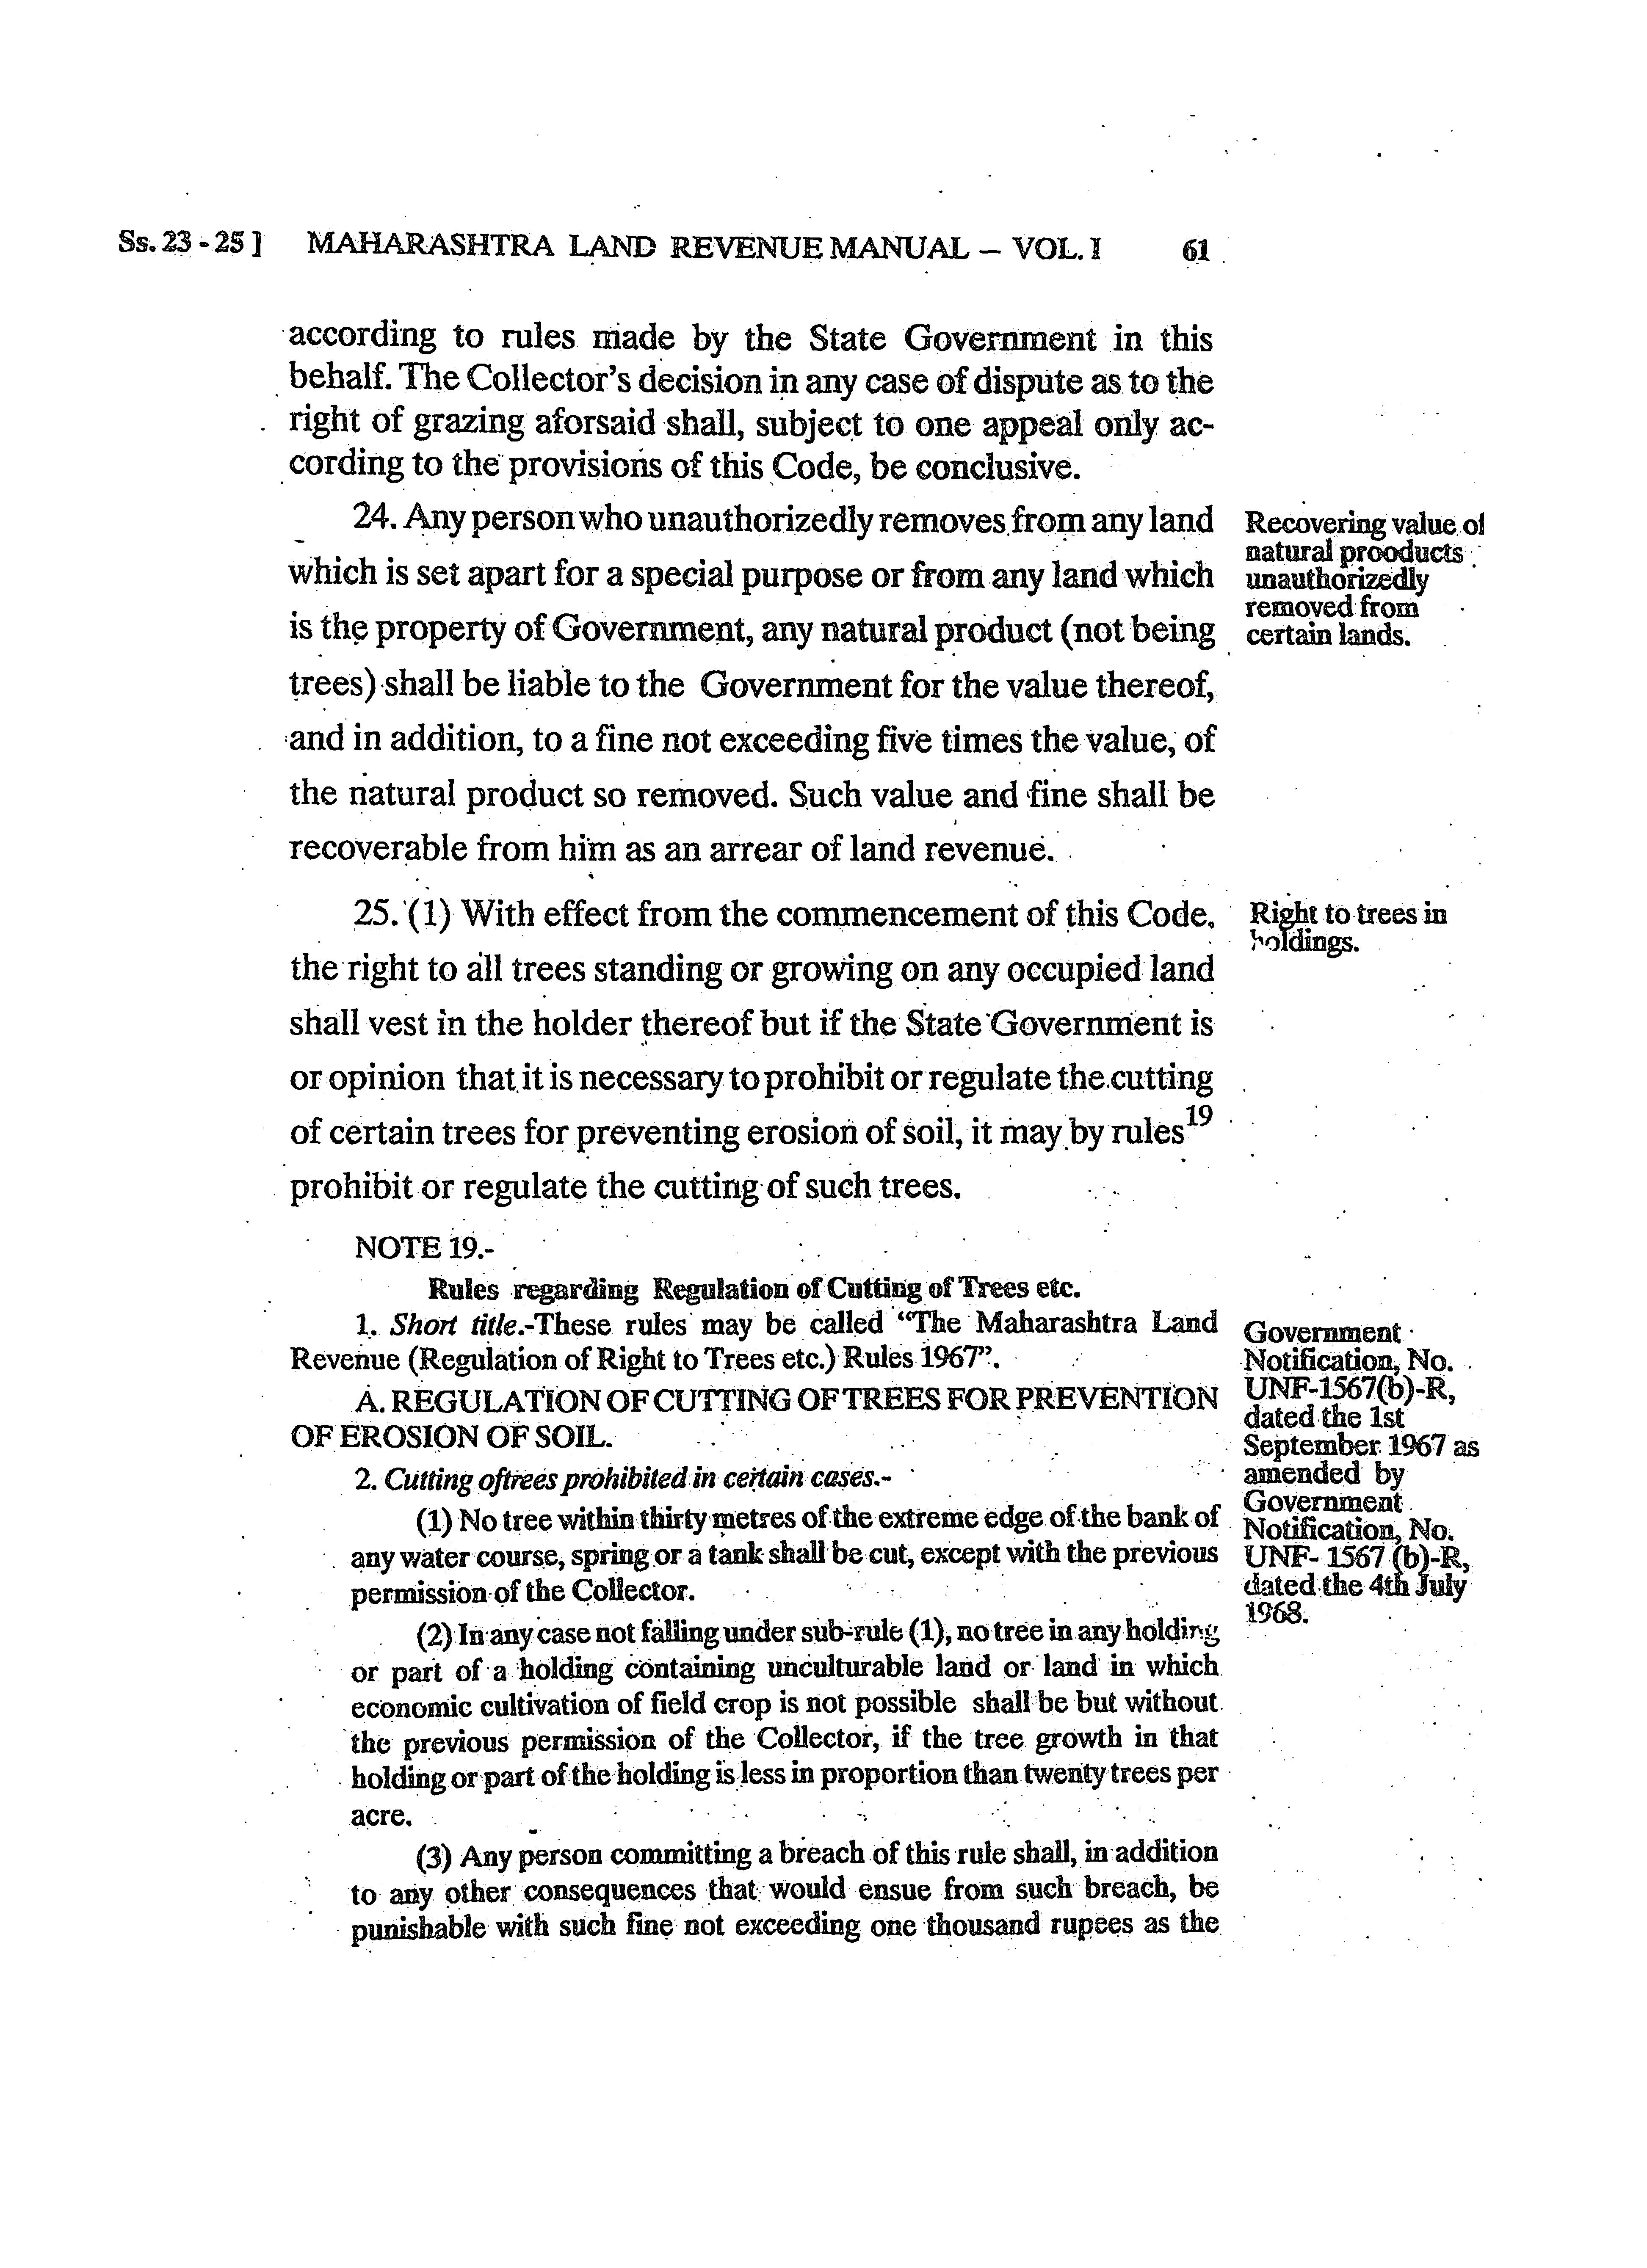 Ss. 23 - 25 ] MAHARASHTRA LAND REVENUE MANUAL – VOL. I 61
according to rules made by the State Government in this
behalf. The Collector's decision in any case of dispute as to the
right of grazing aforsaid shall, subject to one appeal only ac-
cording to the provisions of this Code, be conclusive.
24. Any person who unauthorizedly removes from any land
which is set apart for a special purpose or from any land which
is the property of Government, any natural product (not being
trees) shall be liable to the Government for the value thereof,
and in addition, to a fine not exceeding five times the value, of
the natural product so removed. Such value and fine shall be
recoverable from him as an arrear of land revenue.
Recovering value of
natural prooducts
unauthorizedly
removed from
certain lands.
25. (1) With effect from the commencement of this Code.
the right to all trees standing or growing on any occupied land
shall vest in the holder thereof but if the State Government is
or opinion that it is necessary to prohibit or regulate the cutting
of certain trees for preventing erosion of soil, it may by rules19
prohibit or regulate the cutting of such trees.
Right to trees in
holdings.
NOTE 19.-
Rules regarding Regulation of Cutting of Trees etc.
1. Short title.-These rules may be called "The Maharashtra Land
Revenue (Regulation of Right to Trees etc.) Rules 1967".
A. REGULATION OF CUTTING OF TREES FOR PREVENTION
OF EROSION OF SOIL.
2. Cutting oftrees prohibited in certain cases.-
(1) No tree within thirty metres of the extreme edge of the bank of
any water course, spring or a tank shall be cut, except with the previous
permission of the Collector.
(2) In any case not falling under sub-rule (1), no tree in any holding
or part of a holding containing unculturable land or land in which
economic cultivation of field crop is not possible shall be but without
the previous permission of the Collector, if the tree growth in that
holding or part of the holding is less in proportion than twenty trees per
acre.
(3) Any person committing a breach of this rule shall, in addition
to any other consequences that would ensue from such breach, be
punishable with such fine not exceeding one thousand rupees as the
Government
Notification, No.
UNF-1567(b)-R,
dated the 1st
September 1967 as
amended by
Government
Notification, No.
UNF- 1567 (b)-R,
dated the 4th July
1968.